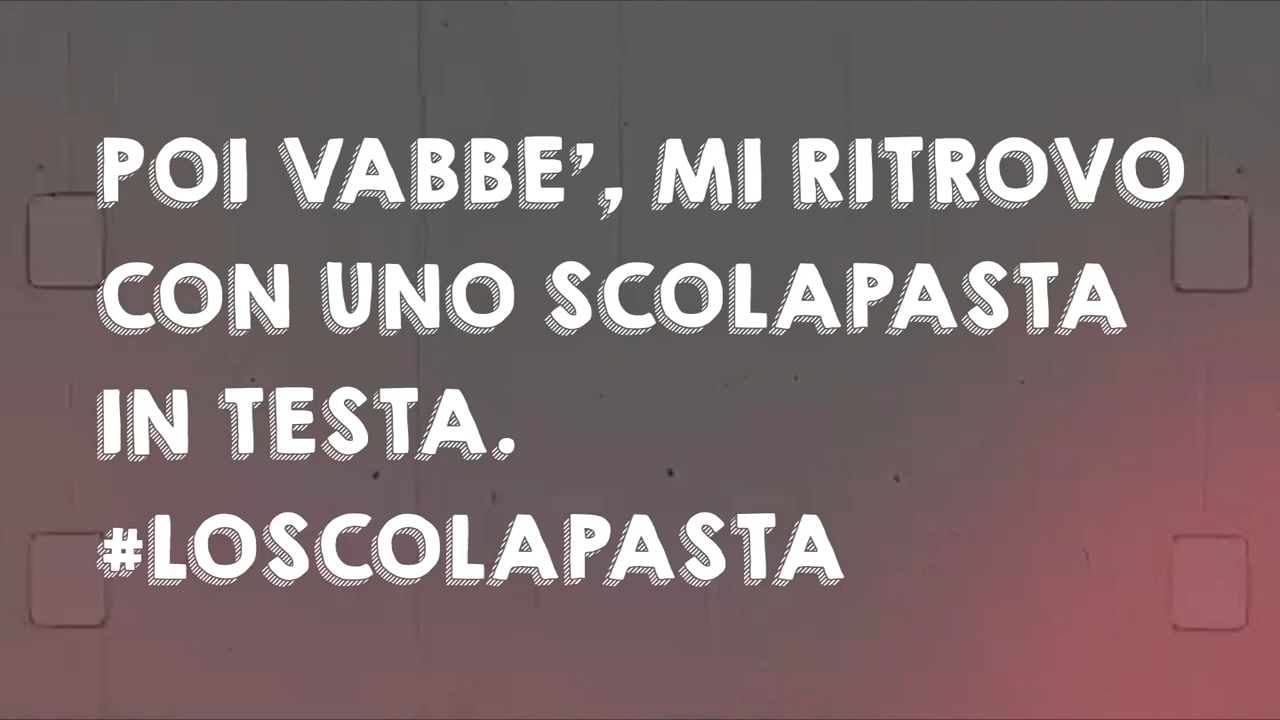 POI VABBE’, MI RITROVO
CON UNO SCOLAPASTA
IN TESTA.
#LOSCOLAPASTA